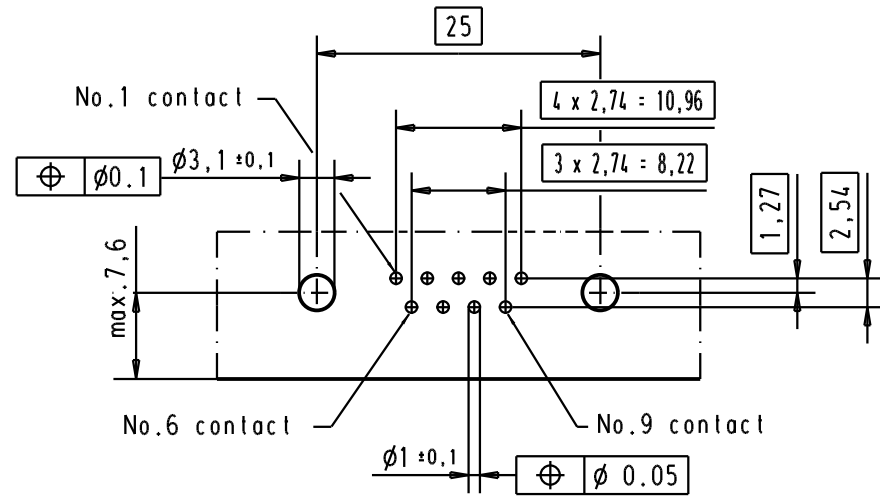 25
No.1 contact
4 x 2,74 = 10,96
⌖ ø0.1
ø3,1 ±0,1
3 x 2,74 = 8,22
1,27
2,54
max.7,6
No.6 contact
No.9 contact
ø1 ±0,1
⌖ ø 0.05